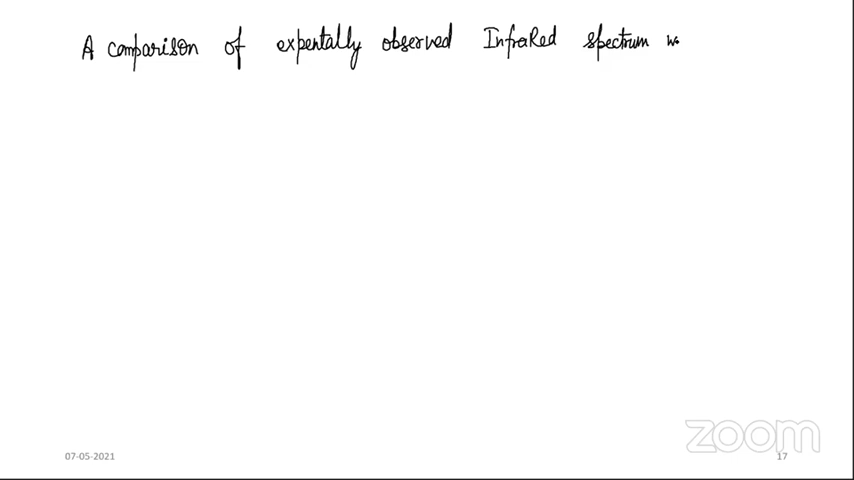 A comparison of expentally observed InfraRed spectrum w
zoom
07-05-2021
17